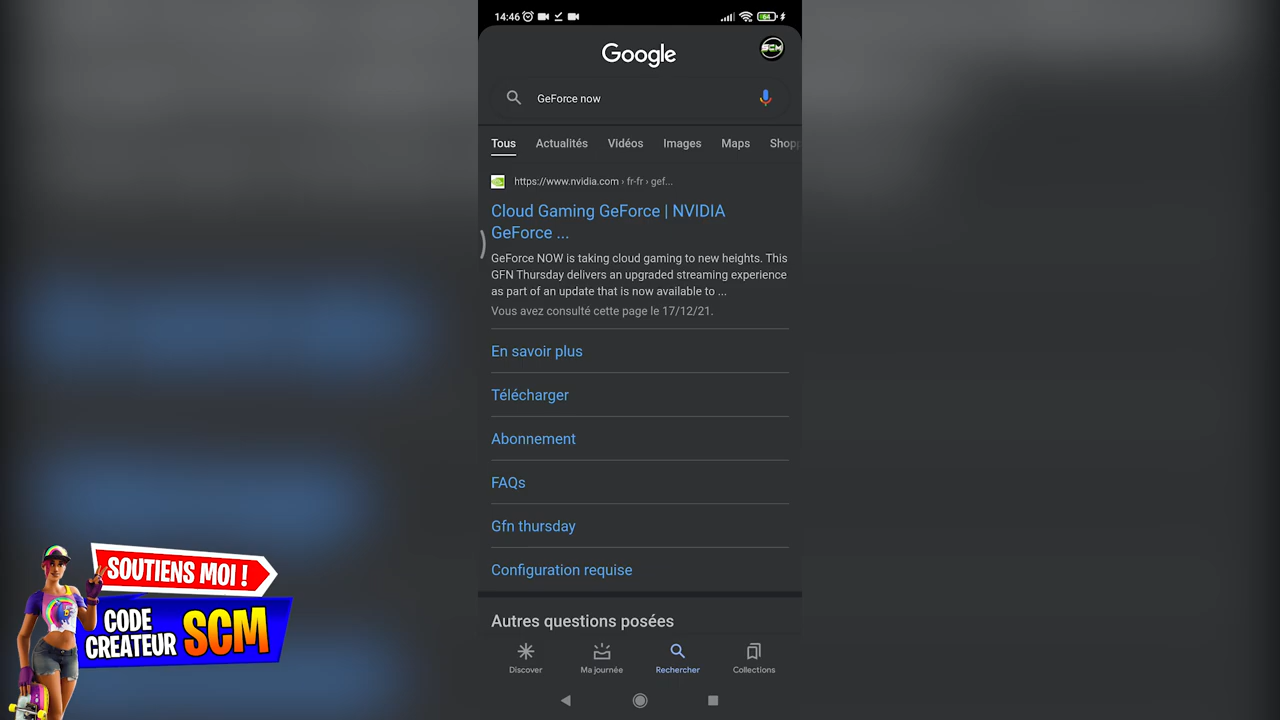 14:46
64
Google
SCM
GeForce now
Tous Actualités Vidéos Images Maps Shopp
https://www.nvidia.com › fr-fr › gef...
Cloud Gaming GeForce | NVIDIA
GeForce ...
GeForce NOW is taking cloud gaming to new heights. This
GFN Thursday delivers an upgraded streaming experience
as part of an update that is now available to ...
Vous avez consulté cette page le 17/12/21.
En savoir plus
Télécharger
Abonnement
FAQs
Gfn thursday
Configuration requise
Autres questions posées
Discover Ma journée Rechercher Collections
SOUTIENS MOI !
CODE
CREATEUR SCM